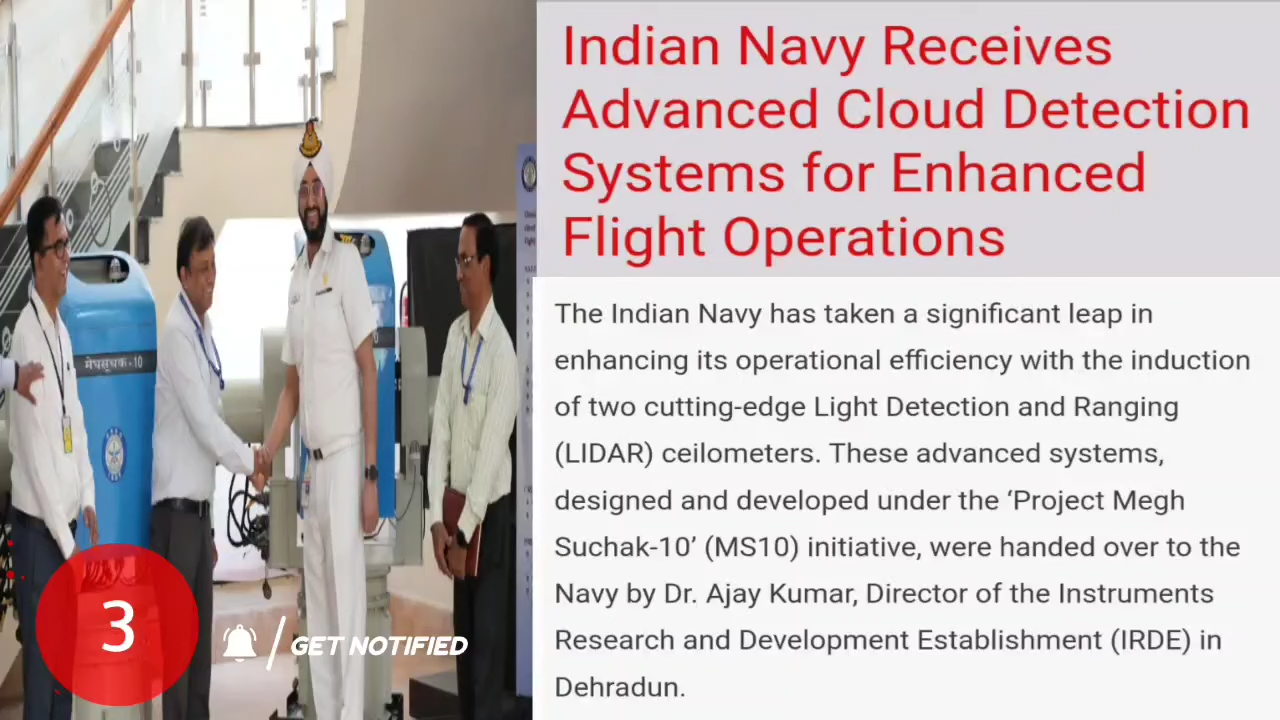 Indian Navy Receives
Advanced Cloud Detection
Systems for Enhanced
Flight Operations
The Indian Navy has taken a significant leap in
enhancing its operational efficiency with the induction
of two cutting-edge Light Detection and Ranging
(LIDAR) ceilometers. These advanced systems,
designed and developed under the ‘Project Megh
Suchak-10’ (MS10) initiative, were handed over to the
Navy by Dr. Ajay Kumar, Director of the Instruments
Research and Development Establishment (IRDE) in
Dehradun.
मेघसूचक-10
3
GET NOTIFIED